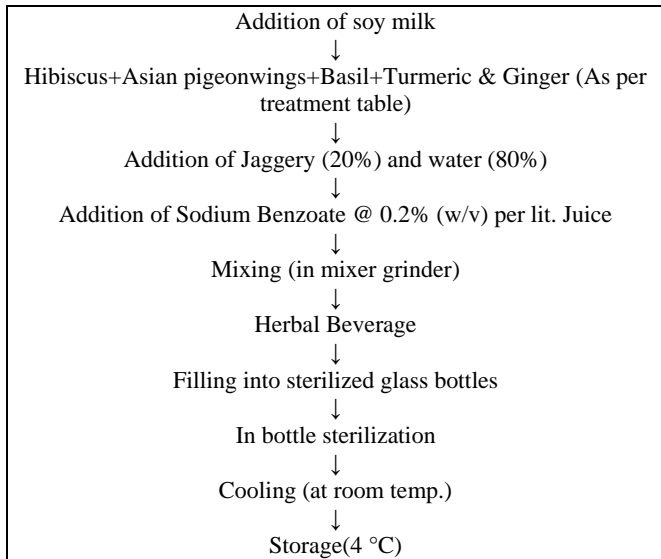 Addition of soy milk
↓
Hibiscus+Asian pigeonwings+Basil+Turmeric & Ginger (As per
treatment table)
↓
Addition of Jaggery (20%) and water (80%)
↓
Addition of Sodium Benzoate @ 0.2% (w/v) per lit. Juice
↓
Mixing (in mixer grinder)
↓
Herbal Beverage
↓
Filling into sterilized glass bottles
↓
In bottle sterilization
↓
Cooling (at room temp.)
↓
Storage(4 °C)